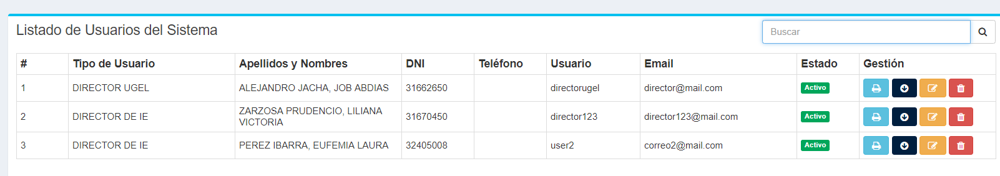 Listado de Usuarios del Sistema
Buscar
# Tipo de Usuario Apellidos y Nombres DNI Teléfono Usuario Email Estado Gestión
1 DIRECTOR UGEL ALEJANDRO JACHA, JOB ABDIAS 31662650 directorugel director@mail.com Activo
2 DIRECTOR DE IE ZARZOSA PRUDENCIO, LILIANA
VICTORIA 31670450 director123 director123@mail.com Activo
3 DIRECTOR DE IE PEREZ IBARRA, EUFEMIA LAURA 32405008 user2 correo2@mail.com Activo